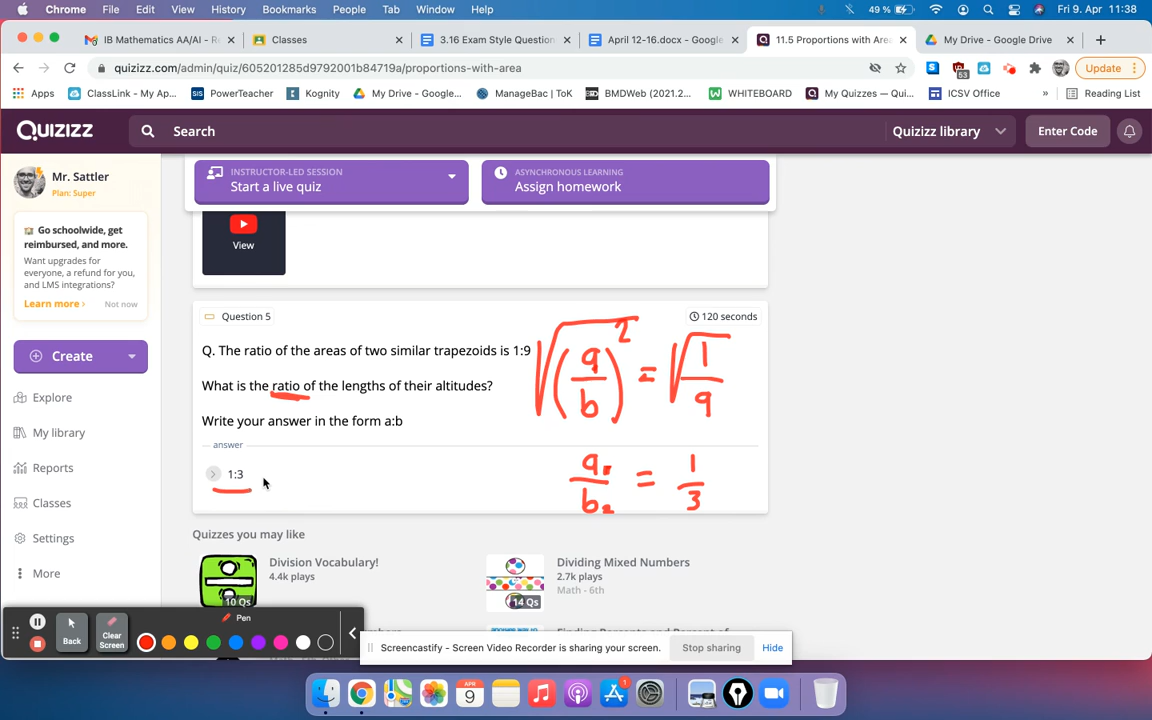 Chrome File Edit View History Bookmarks People Tab Window Help
49 % Fri 9. Apr 11:38
IB Mathematics AA/AI - R
Classes
3.16 Exam Style Question
April 12-16.docx - Google
11.5 Proportions with Area
My Drive - Google Drive
quizizz.com/admin/quiz/605201285d9792001b84719a/proportions-with-area
53
Update
Apps ClassLink - My Ap... PowerTeacher Kognity My Drive - Google... ManageBac | ToK BMDWeb (2021.2... WHITEBOARD My Quizzes — Qui... ICSV Office » Reading List
Quizizz
Search
Quizizz library
Enter Code
Mr. Sattler
Plan: Super
Go schoolwide, get
reimbursed, and more.
Want upgrades for
everyone, a refund for you,
and LMS integrations?
Learn more ›
Not now
Create
Explore
My library
Reports
Classes
Settings
More
INSTRUCTOR-LED SESSION
Start a live quiz
ASYNCHRONOUS LEARNING
Assign homework
View
Question 5
120 seconds
Q. The ratio of the areas of two similar trapezoids is 1:9
What is the ratio of the lengths of their altitudes?
Write your answer in the form a:b
answer
1:3
√(a/b)² = √1/9
a₁/b₂ = 1/3
Quizzes you may like
Division Vocabulary!
4.4k plays
10 Qs
Dividing Mixed Numbers
2.7k plays
Math - 6th
14 Qs
Pen
Back
Clear
Screen
Screencastify - Screen Video Recorder is sharing your screen.
Stop sharing
Hide
APR
9
1